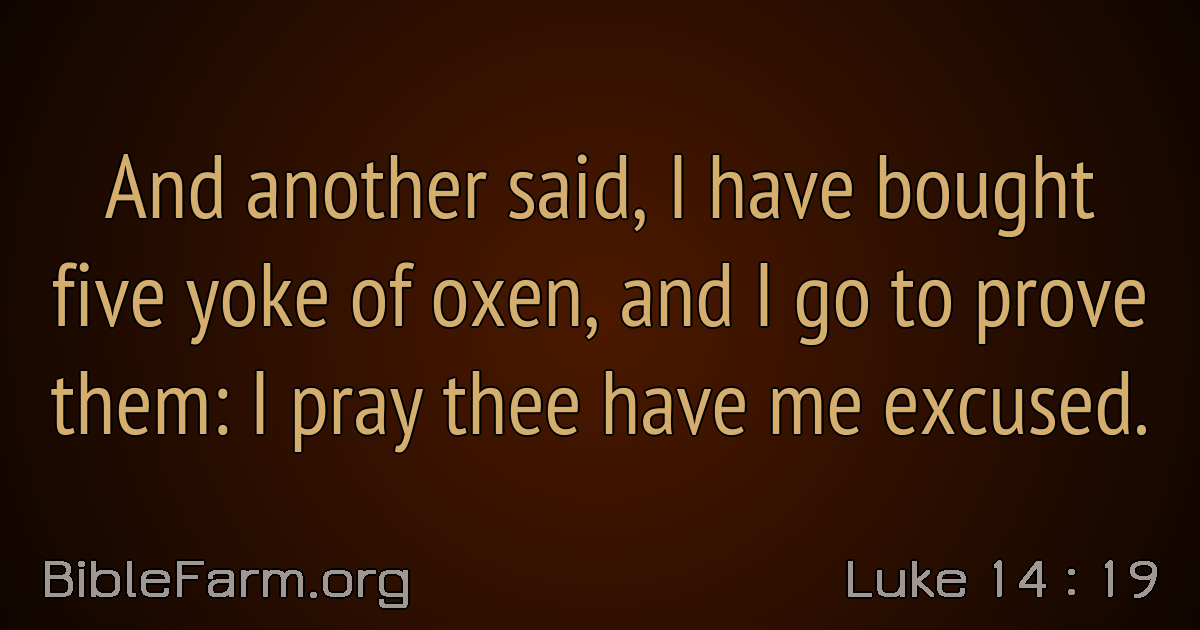 And another said, I have bought
five yoke of oxen, and I go to prove
them: I pray thee have me excused.
BibleFarm.org
Luke 14 : 19